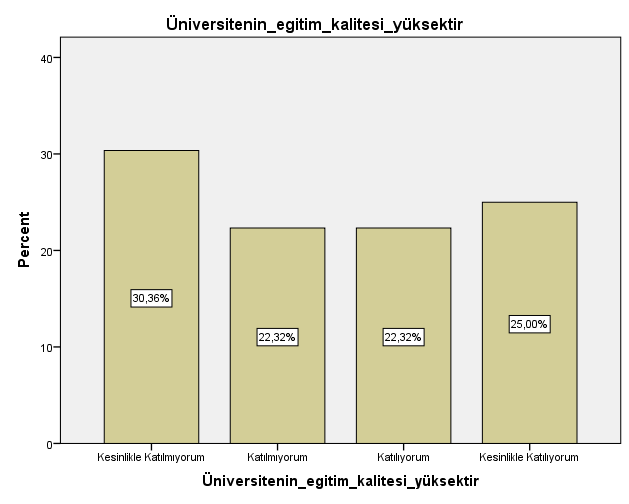 Üniversitenin_egitim_kalitesi_yüksektir
Percent
40
30
20
10
0
30,36%
22,32%
22,32%
25,00%
Kesinlikle Katılmıyorum
Katılmıyorum
Katılıyorum
Kesinlikle Katılıyorum
Üniversitenin_egitim_kalitesi_yüksektir